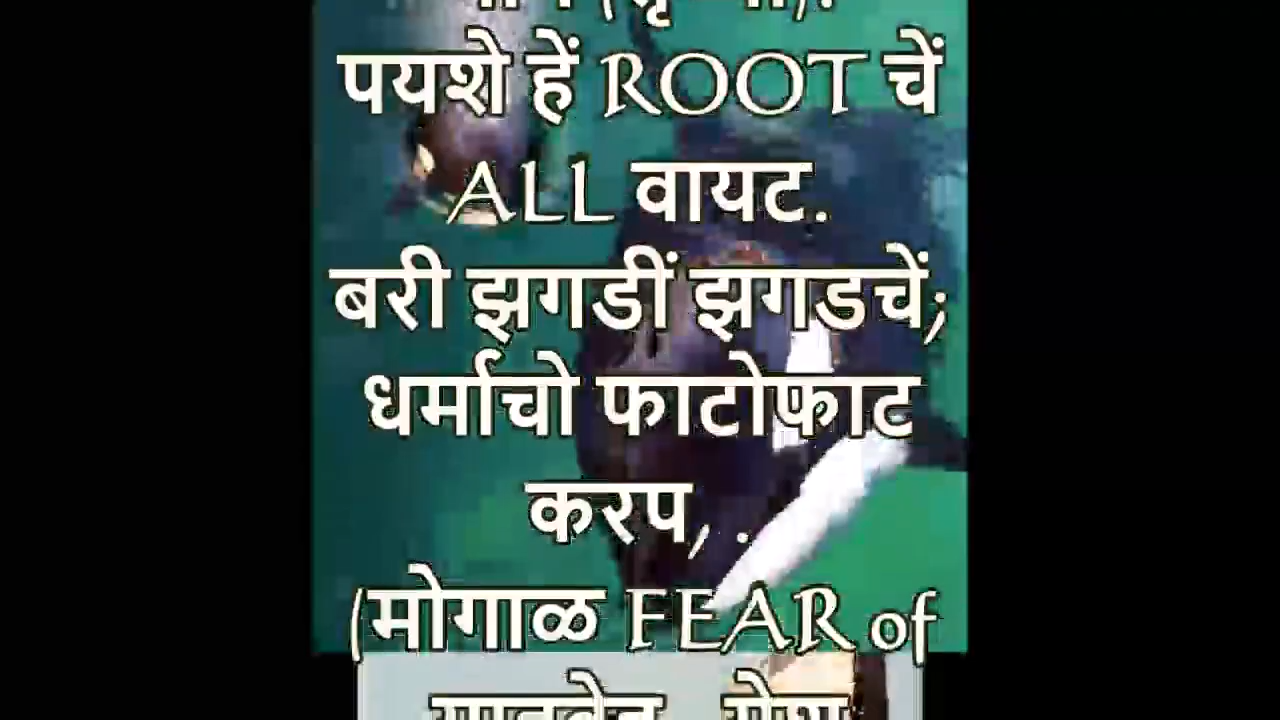 पयशे हें ROOT चें
ALL वायट.
बरी झगडीं झगडचें;
धर्माचो फाटोफाट
करप, .
(मोगाळ FEAR of